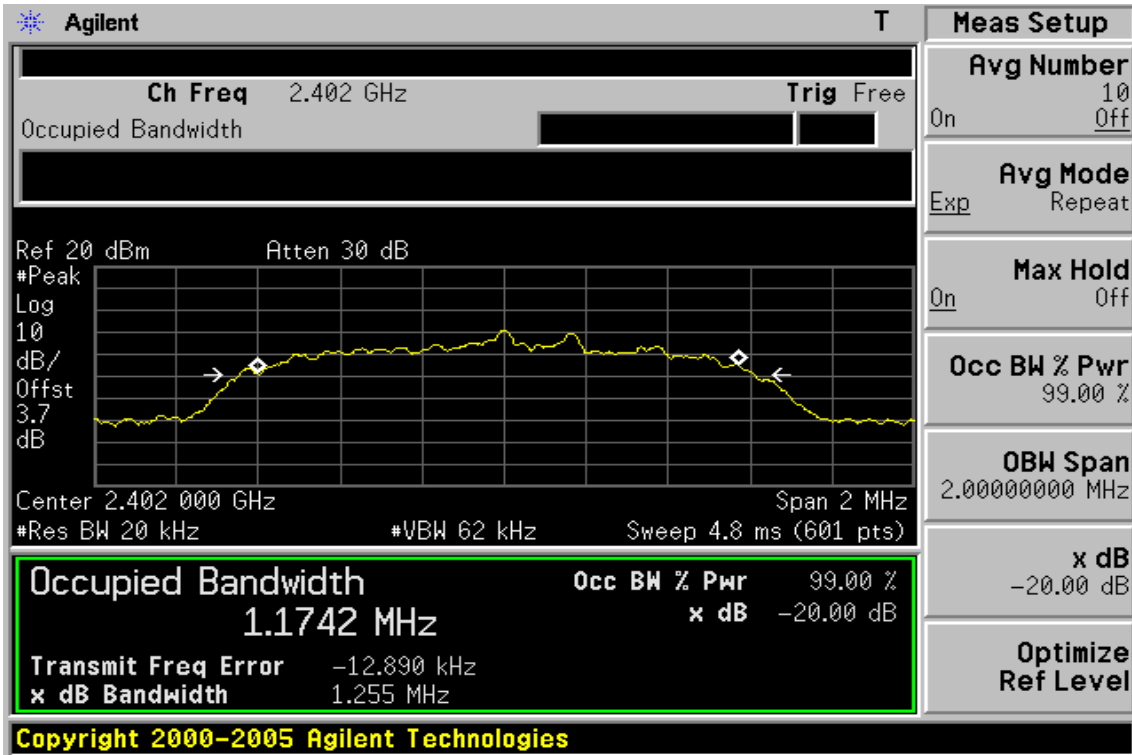 Agilent T
Ch Freq 2.402 GHz Trig Free
Occupied Bandwidth
Ref 20 dBm Atten 30 dB
#Peak
Log
10
dB/
Offst
3.7
dB
Center 2.402 000 GHz Span 2 MHz
#Res BW 20 kHz #VBW 62 kHz Sweep 4.8 ms (601 pts)
Occupied Bandwidth
1.1742 MHz
Occ BW % Pwr 99.00 %
x dB -20.00 dB
Transmit Freq Error -12.890 kHz
x dB Bandwidth 1.255 MHz
Copyright 2000-2005 Agilent Technologies
Meas Setup
Avg Number
10
On Off
Avg Mode
Exp Repeat
Max Hold
On Off
Occ BW % Pwr
99.00 %
OBW Span
2.00000000 MHz
x dB
-20.00 dB
Optimize
Ref Level